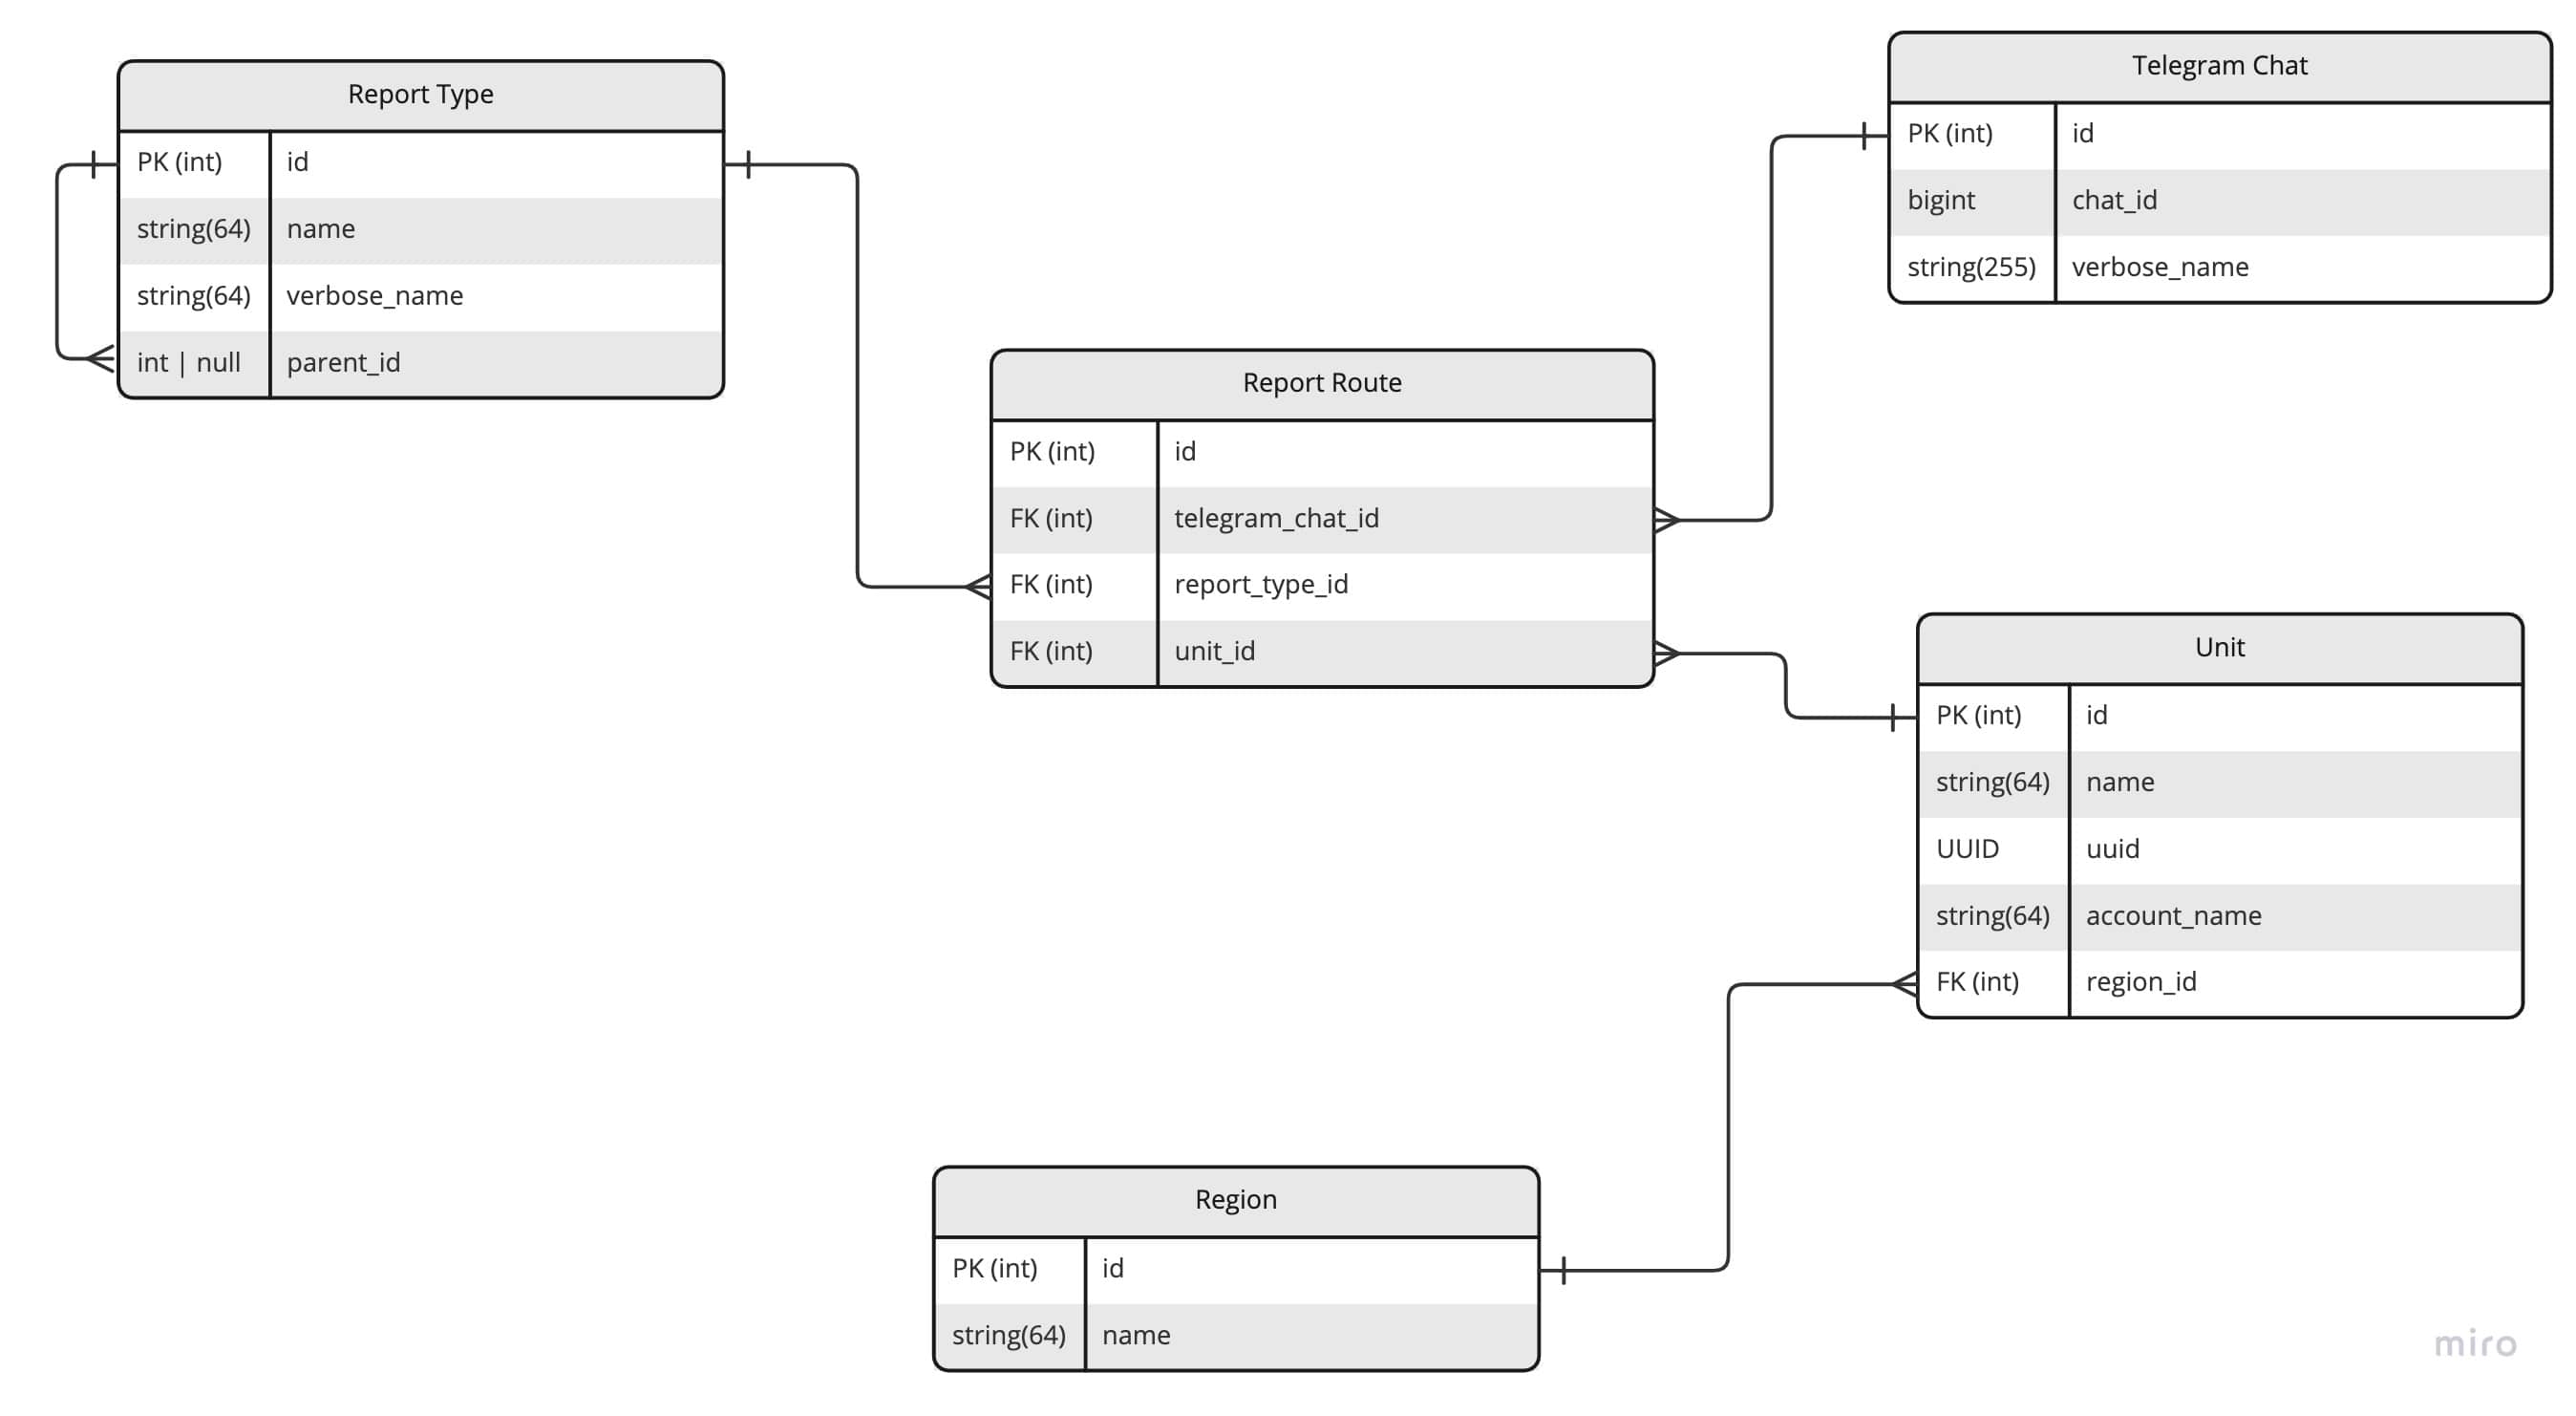 Report Type
PK (int) id
string(64) name
string(64) verbose_name
int | null parent_id
Telegram Chat
PK (int) id
bigint chat_id
string(255) verbose_name
Report Route
PK (int) id
FK (int) telegram_chat_id
FK (int) report_type_id
FK (int) unit_id
Unit
PK (int) id
string(64) name
UUID uuid
string(64) account_name
FK (int) region_id
Region
PK (int) id
string(64) name
miro